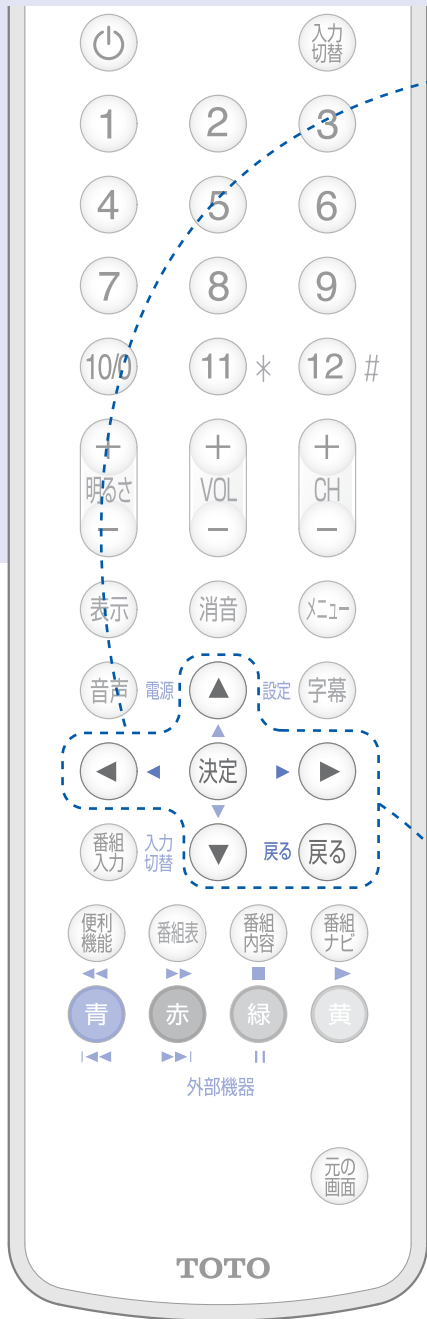 入力
切替
1 2 3
4 5 6
7 8 9
10/0 11 * 12 #
+ + +
明るさ VOL CH
− − −
表示 消音 メニュー
音声 電源 ▲ 設定 字幕
▲
◀ ◀ 決定 ▶ ▶
▼
番組
入力
入力
切替
▼ 戻る 戻る
便利
機能
番組表
番組
内容
番組
ナビ
◀◀ ▶▶ ■ ▶
青 赤 緑 黄
I◀◀ ▶▶I II
外部機器
元の
画面
TOTO